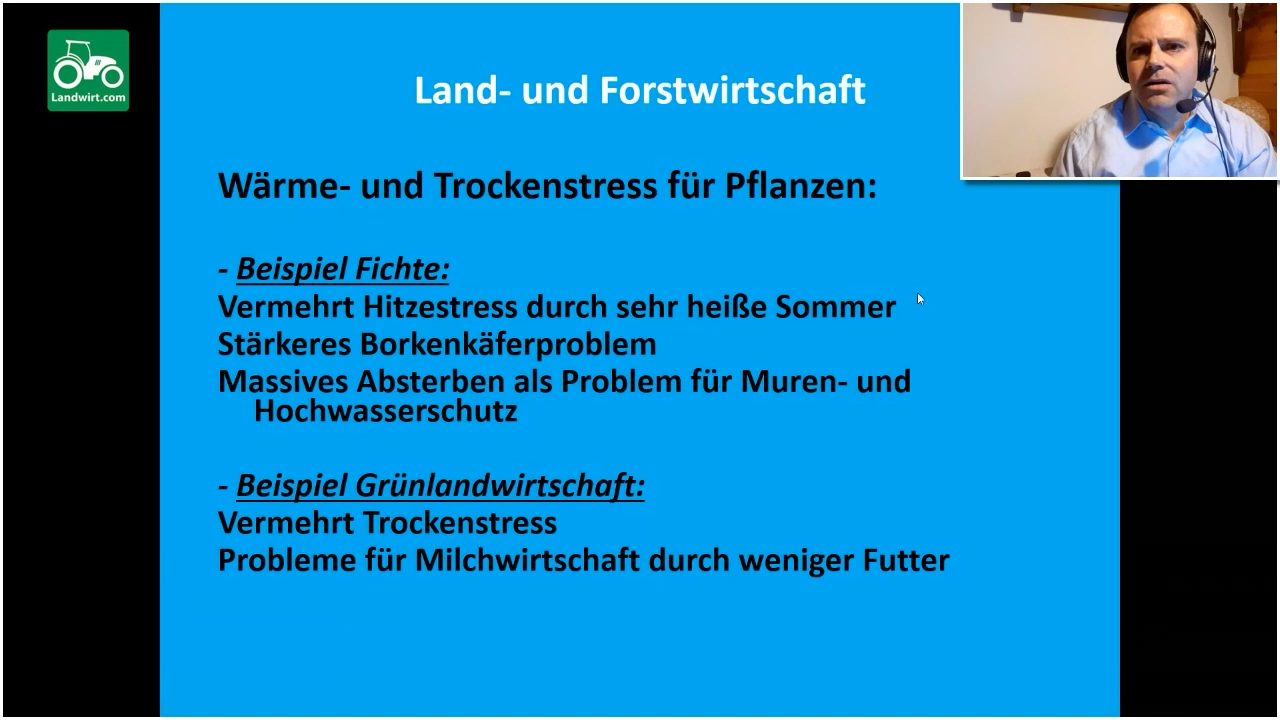 Landwirt.com
Land- und Forstwirtschaft
Wärme- und Trockenstress für Pflanzen:
- Beispiel Fichte:
Vermehrt Hitzestress durch sehr heiße Sommer
Stärkeres Borkenkäferproblem
Massives Absterben als Problem für Muren- und
Hochwasserschutz
- Beispiel Grünlandwirtschaft:
Vermehrt Trockenstress
Probleme für Milchwirtschaft durch weniger Futter